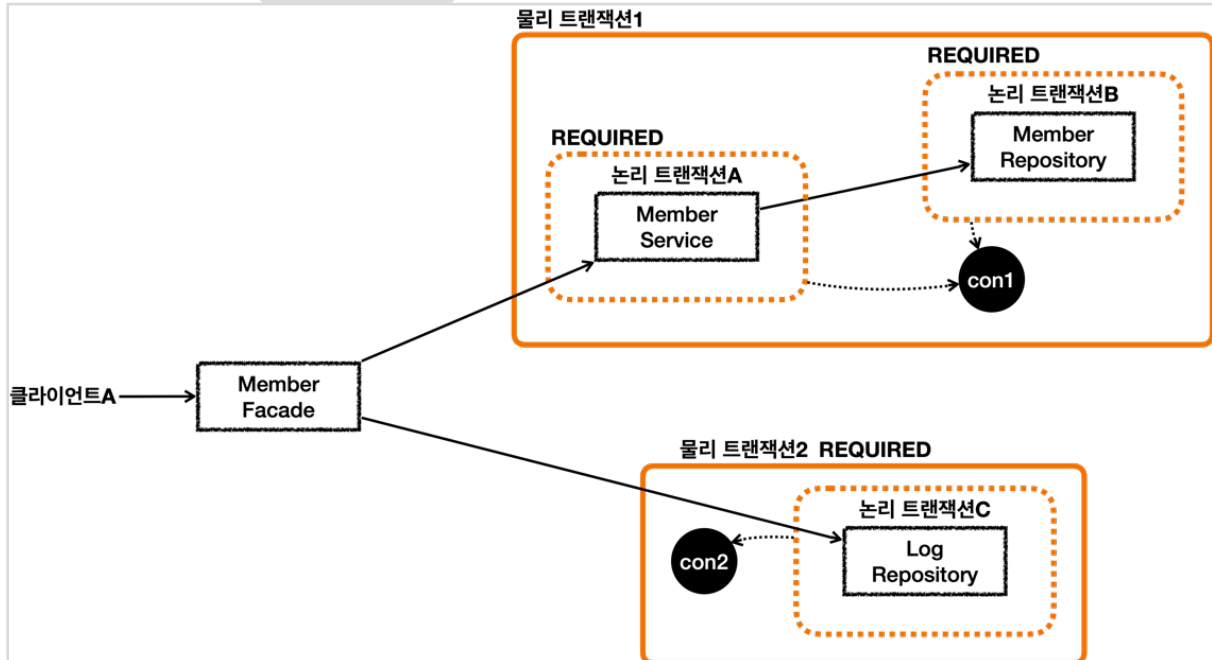 물리 트랜잭션1
REQUIRED
논리 트랜잭션B
Member
Repository
REQUIRED
논리 트랜잭션A
Member
Service
con1
클라이언트A
Member
Facade
물리 트랜잭션2 REQUIRED
논리 트랜잭션C
con2
Log
Repository